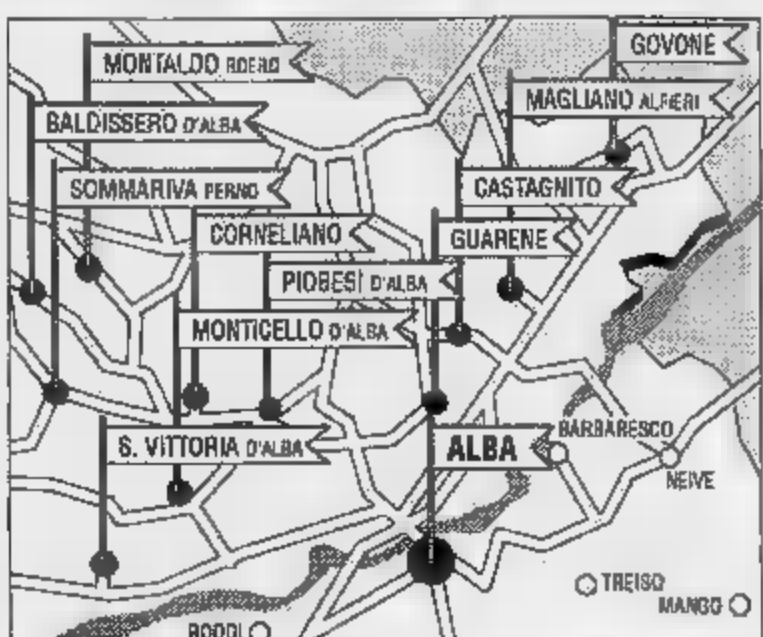 GOVONE
MONTALDO ROERO
MAGLIANO ALFIERI
BALDISSERO D'ALBA
SOMMARIVA PERNO
CASTAGNITO
CORNELIANO
GUARENE
PIOBESI D'ALBA
MONTICELLO D'ALBA
BARBARESCO
S. VITTORIA D'ALBA
ALBA
NEIVE
TREISO
MANGO
RODDI